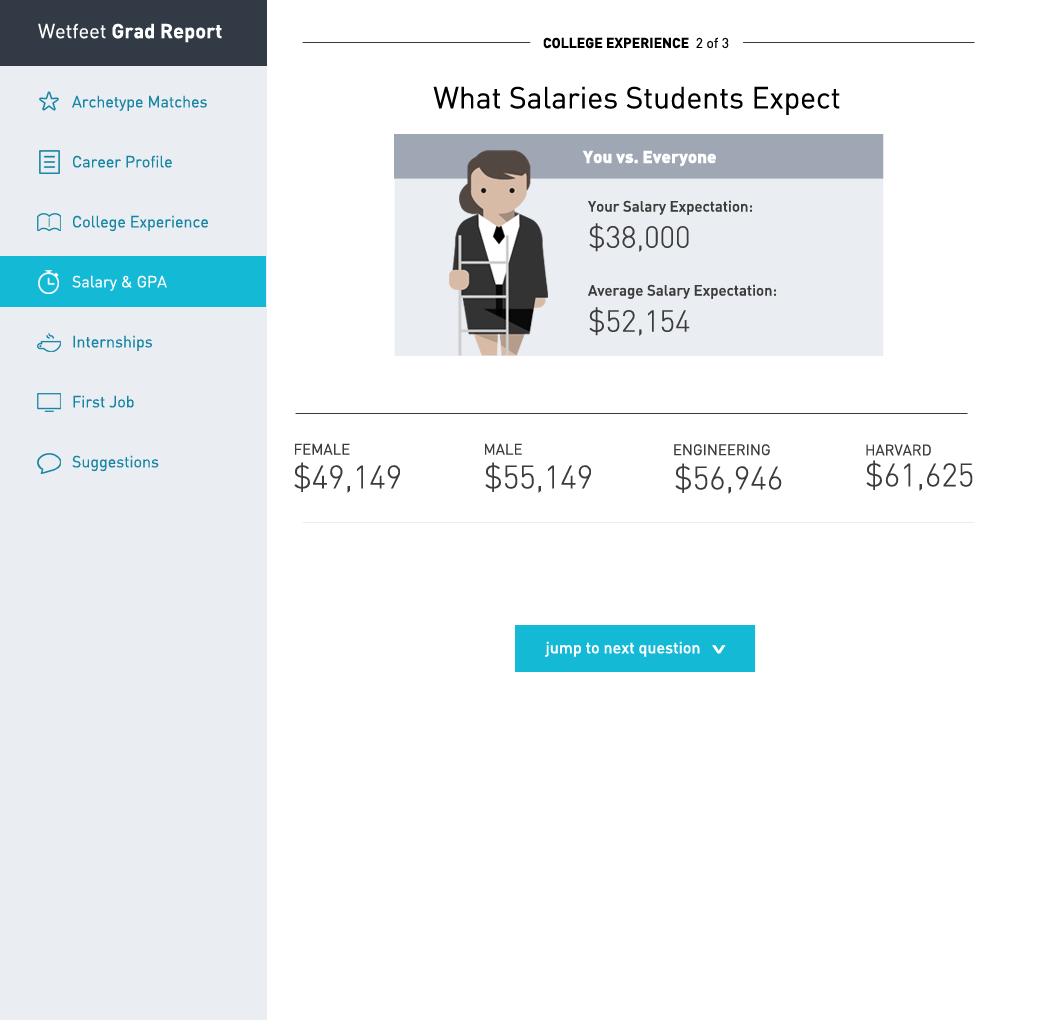 Wetfeet Grad Report
Archetype Matches
Career Profile
College Experience
Salary & GPA
Internships
First Job
Suggestions
COLLEGE EXPERIENCE 2 of 3
What Salaries Students Expect
You vs. Everyone
Your Salary Expectation:
$38,000
Average Salary Expectation:
$52,154
FEMALE
$49,149
MALE
$55,149
ENGINEERING
$56,946
HARVARD
$61,625
jump to next question